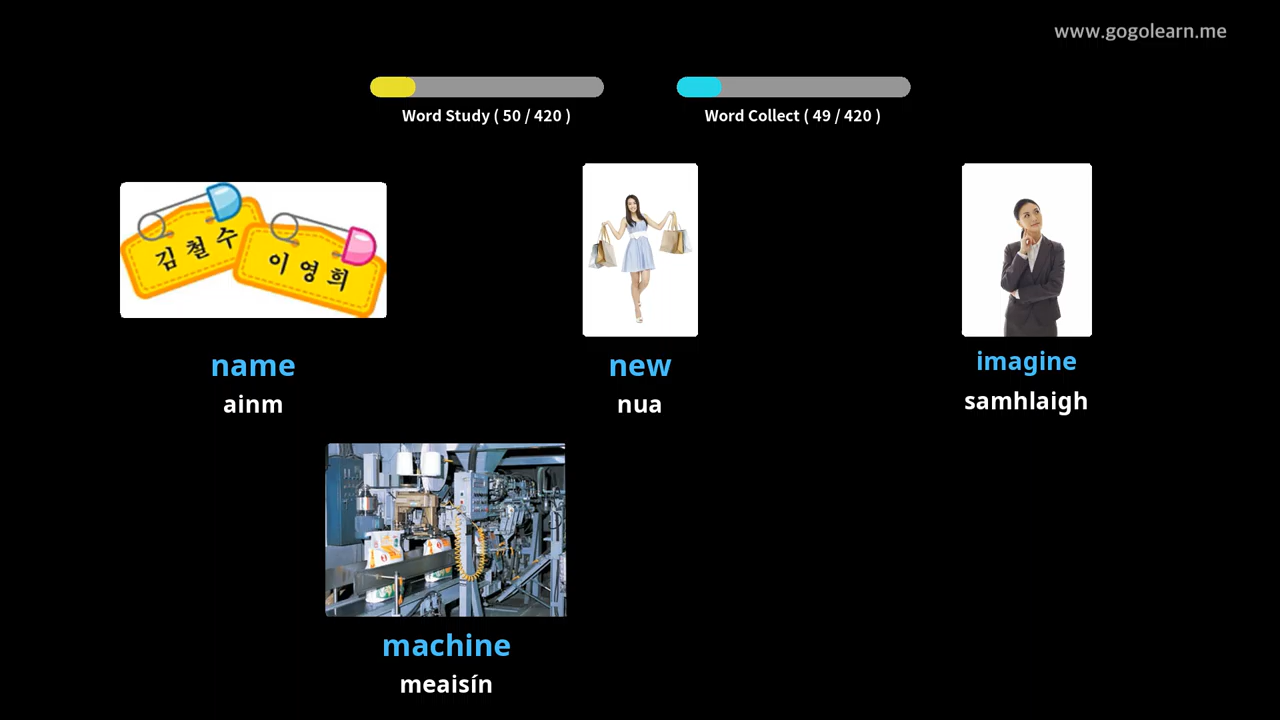 www.gogolearn.me
Word Study ( 50 / 420 )
Word Collect ( 49 / 420 )
김철수
이영희
name
ainm
new
nua
imagine
samhlaigh
machine
meaisín